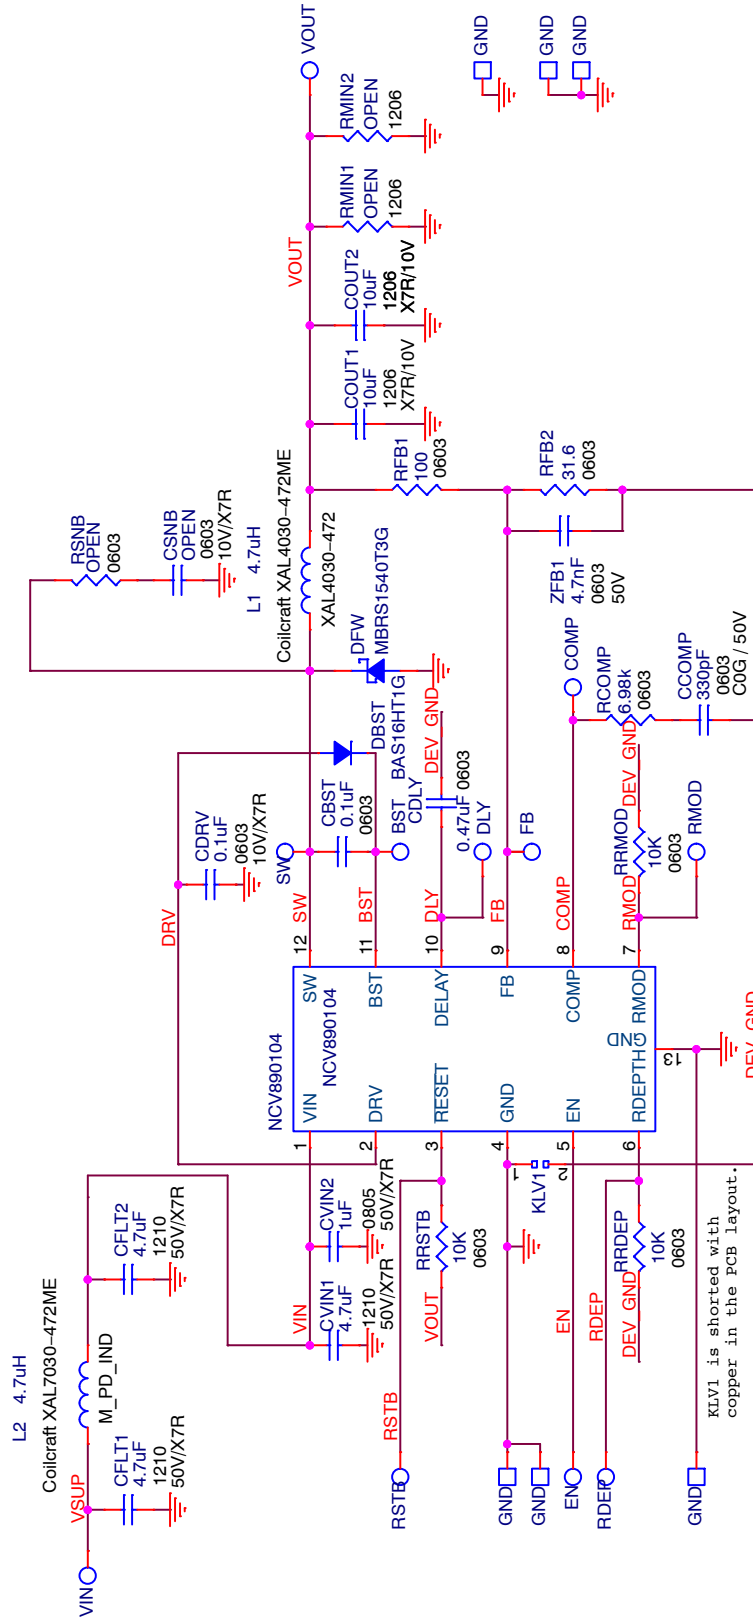 L2 4.7uH
Coilcraft XAL7030-472ME
M_PD_IND
VIN
VSUP
CFLT1
4.7uF
1210
50V/X7R
CFLT2
4.7uF
1210
50V/X7R
DRV
CDRV
0.1uF
0603
10V/X7R
RSNB
OPEN
0603
CSNB
OPEN
0603
10V/X7R
L1 4.7uH
Coilcraft XAL4030-472ME
XAL4030-472
VIN
CVIN1
4.7uF
1210
50V/X7R
CVIN2
1uF
0805
50V/X7R
NCV890104
NCV890104
1
VIN
2
DRV
3
RESET
4
GND
5
EN
6
RDEPTH
12
SW
11
BST
10
DELAY
9
FB
8
COMP
7
RMOD
GND
13
SW
SW
BST
CBST
0.1uF
0603
BST
DBST
BAS16HT1G
DFW
MBRS1540T3G
VOUT
COUT1
10uF
1206
X7R/10V
COUT2
10uF
1206
X7R/10V
RMIN1
OPEN
1206
RMIN2
OPEN
1206
VOUT
GND
GND
GND
RSTB
RSTB
VOUT
RRSTB
10K
0603
DLY
CDLY
0.47uF 0603
DEV_GND
DLY
FB
FB
RFB1
100
0603
RFB2
31.6
0603
ZFB1
4.7nF
0603
50V
GND
GND
KLV1
1
2
EN
EN
COMP
COMP
RCOMP
6.98k
0603
CCOMP
330pF
0603
C0G / 50V
RDEP
RDEP
DEV_GND
RRDEP
10K
0603
RMOD
RRMOD
10K
0603
DEV_GND
RMOD
GND
DEV_GND
KLV1 is shorted with
copper in the PCB layout.